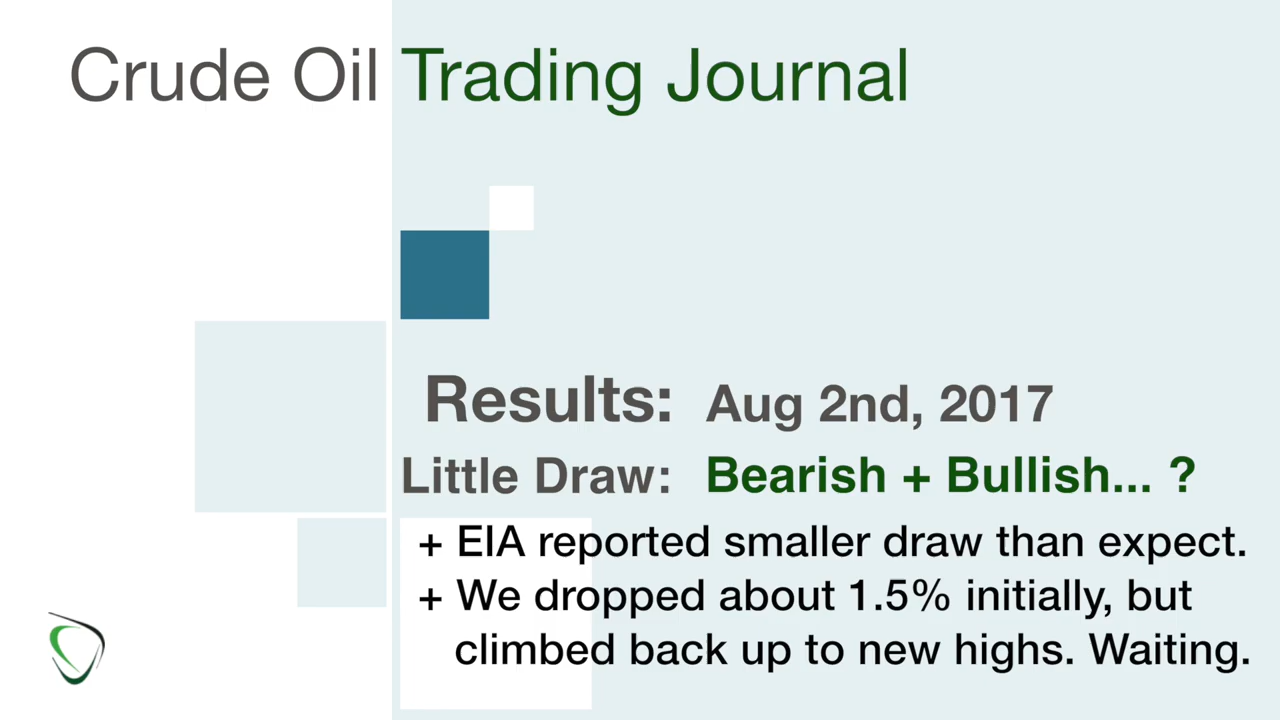 Crude Oil Trading Journal
Results: Aug 2nd, 2017
Little Draw: Bearish + Bullish... ?
+ EIA reported smaller draw than expect.
+ We dropped about 1.5% initially, but
climbed back up to new highs. Waiting.